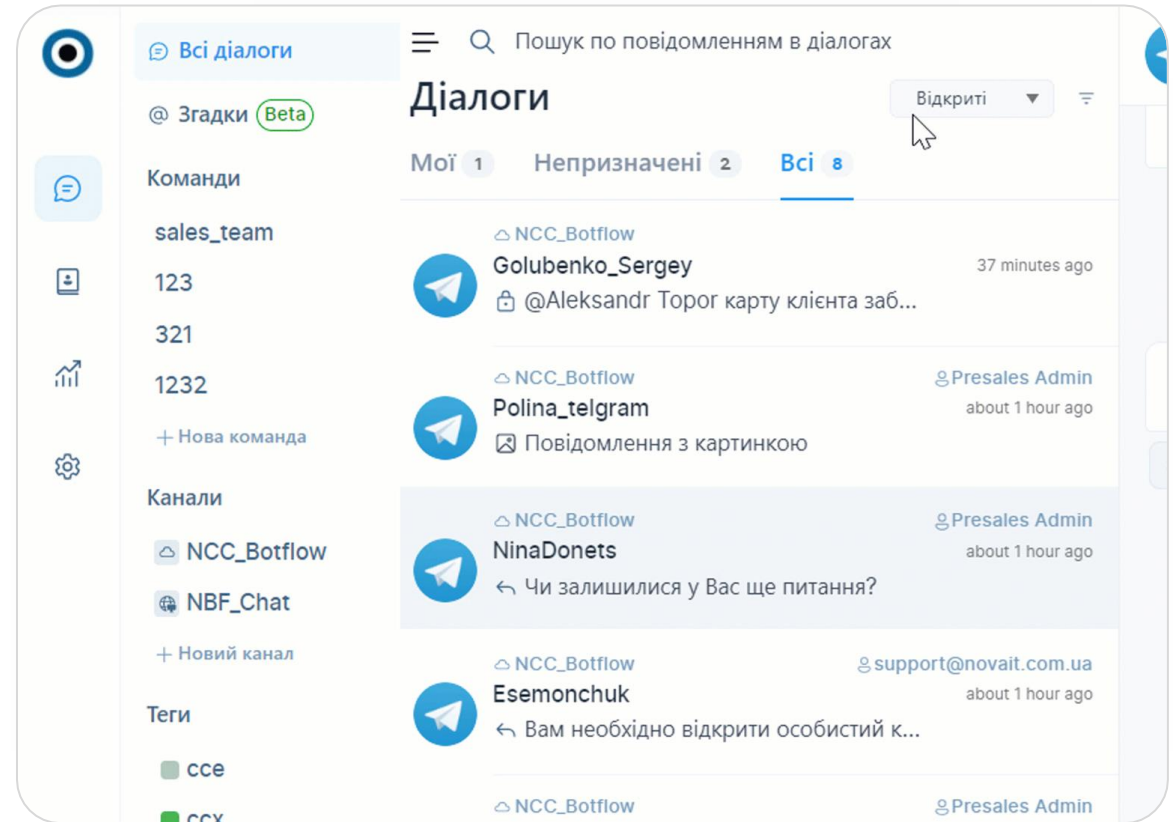 Всі діалоги
@ Згадки Beta
Команди
sales_team
123
321
1232
+ Нова команда
Канали
NCC_Botflow
NBF_Chat
+ Новий канал
Теги
cce
ccx
Пошук по повідомленням в діалогах
Діалоги
Відкриті
Мої 1 Непризначені 2 Всі 8
NCC_Botflow
Golubenko_Sergey 37 minutes ago
@Aleksandr Topor карту клієнта заб...
NCC_Botflow Presales Admin
Polina_telgram about 1 hour ago
Повідомлення з картинкою
NCC_Botflow Presales Admin
NinaDonets about 1 hour ago
Чи залишилися у Вас ще питання?
NCC_Botflow support@novait.com.ua
Esemonchuk about 1 hour ago
Вам необхідно відкрити особистий к...
NCC_Botflow Presales Admin